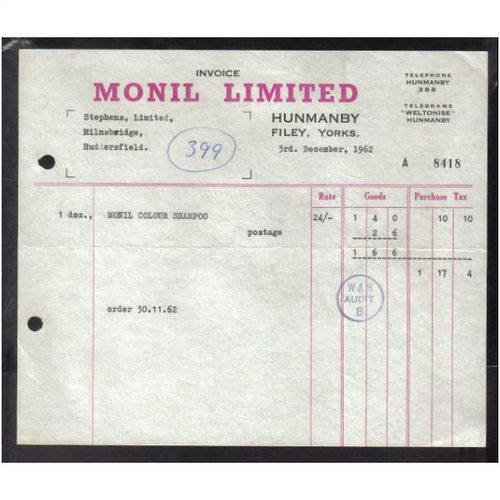 INVOICE
MONIL LIMITED
TELEPHONE
HUNMANBY
388
TELEGRAMS
"WELTONISE"
HUNMANBY
HUNMANBY
FILEY, YORKS.
Stephens, Limited,
Milnsbridge,
Huddersfield.
399
3rd. December, 1962
A 8418
Rate Goods Purchase Tax
1 doz., MONIL COLOUR SHAMPOO 24/- 1 4 0 10 10
postage 2 6
1 6 6
1 17 4
W.A.H
AUDIT
8
order 30.11.62